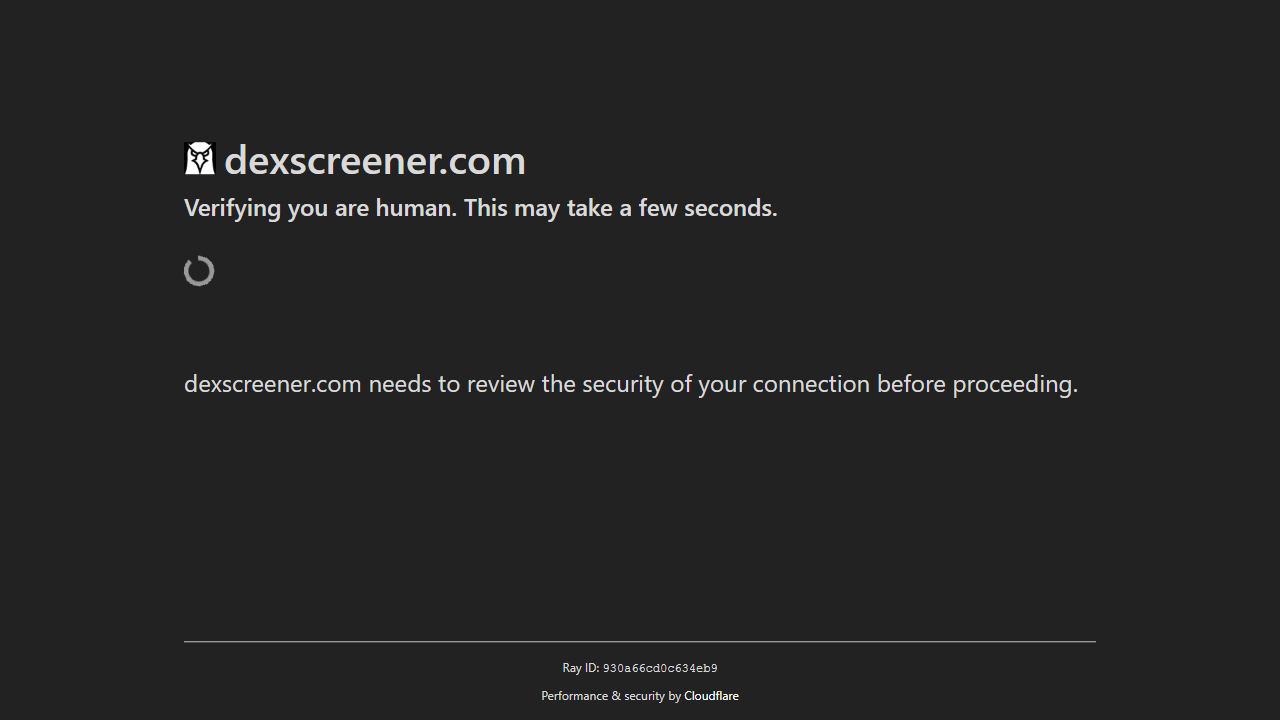 dexscreener.com
Verifying you are human. This may take a few seconds.
dexscreener.com needs to review the security of your connection before proceeding.
Ray ID: 930a66cd0c634eb9
Performance & security by Cloudflare